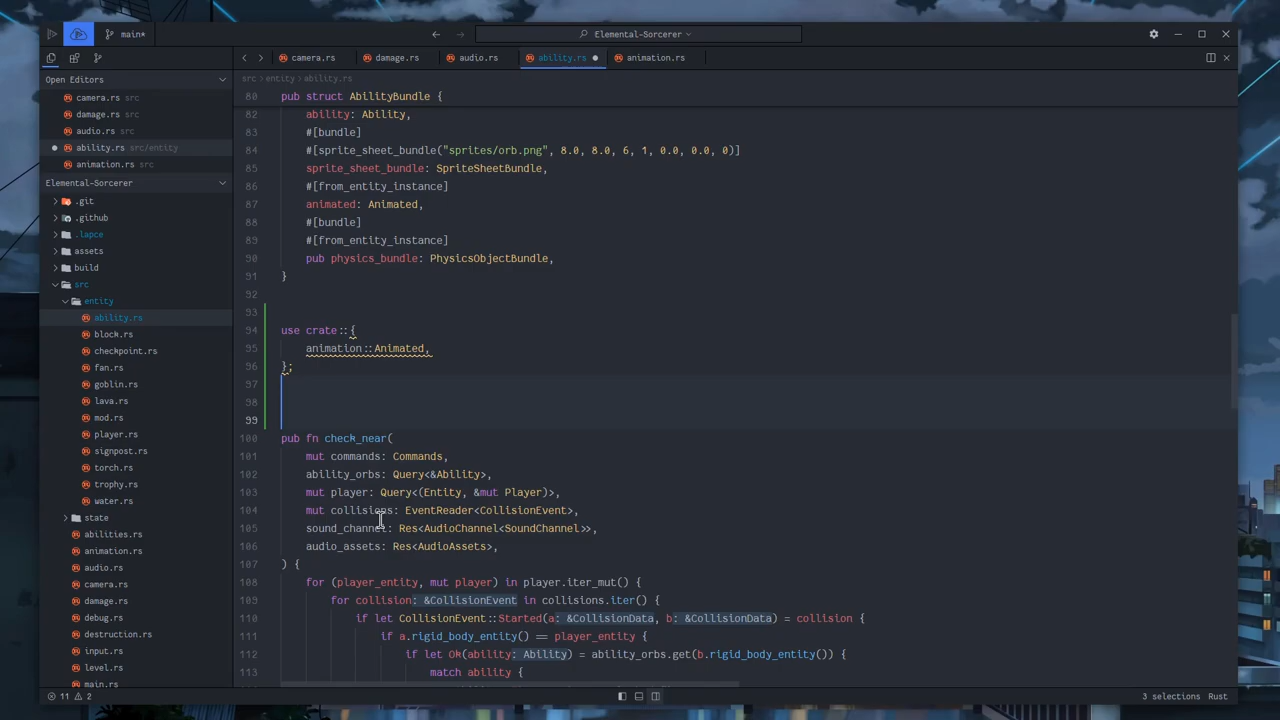 main*
Elemental-Sorcerer
camera.rs
damage.rs
audio.rs
ability.rs
animation.rs
Open Editors
camera.rs src
damage.rs src
audio.rs src
ability.rs src/entity
animation.rs src
Elemental-Sorcerer
.git
.github
.lapce
assets
build
src
entity
ability.rs
block.rs
checkpoint.rs
fan.rs
goblin.rs
lava.rs
mod.rs
player.rs
signpost.rs
torch.rs
trophy.rs
water.rs
state
abilities.rs
animation.rs
audio.rs
camera.rs
damage.rs
debug.rs
destruction.rs
input.rs
level.rs
main.rs
src › entity › ability.rs
80 pub struct AbilityBundle {
82 ability: Ability,
83 #[bundle]
84 #[sprite_sheet_bundle("sprites/orb.png", 8.0, 8.0, 6, 1, 0.0, 0.0, 0)]
85 sprite_sheet_bundle: SpriteSheetBundle,
86 #[from_entity_instance]
87 animated: Animated,
88 #[bundle]
89 #[from_entity_instance]
90 pub physics_bundle: PhysicsObjectBundle,
91 }
92
93
94 use crate::{
95 animation::Animated,
96 };
97
98
99
100 pub fn check_near(
101 mut commands: Commands,
102 ability_orbs: Query<&Ability>,
103 mut player: Query<(Entity, &mut Player)>,
104 mut collisions: EventReader<CollisionEvent>,
105 sound_channel: Res<AudioChannel<SoundChannel>>,
106 audio_assets: Res<AudioAssets>,
107 ) {
108 for (player_entity, mut player) in player.iter_mut() {
109 for collision: &CollisionEvent in collisions.iter() {
110 if let CollisionEvent::Started(a: &CollisionData, b: &CollisionData) = collision {
111 if a.rigid_body_entity() == player_entity {
112 if let Ok(ability: Ability) = ability_orbs.get(b.rigid_body_entity()) {
113 match ability {
11 2
3 selections Rust